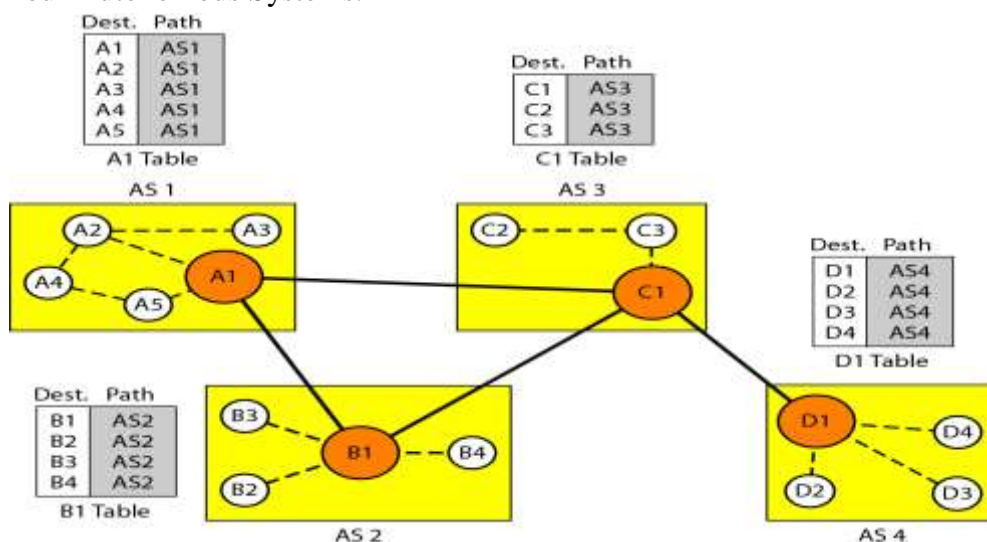 Dest. Path
A1 AS1
A2 AS1
A3 AS1
A4 AS1
A5 AS1
A1 Table
AS 1
A2
A3
A4
A5
A1
Dest. Path
C1 AS3
C2 AS3
C3 AS3
C1 Table
AS 3
C2
C3
C1
Dest. Path
D1 AS4
D2 AS4
D3 AS4
D4 AS4
D1 Table
D1
D4
D2
D3
AS 4
Dest. Path
B1 AS2
B2 AS2
B3 AS2
B4 AS2
B1 Table
B3
B1
B4
B2
AS 2